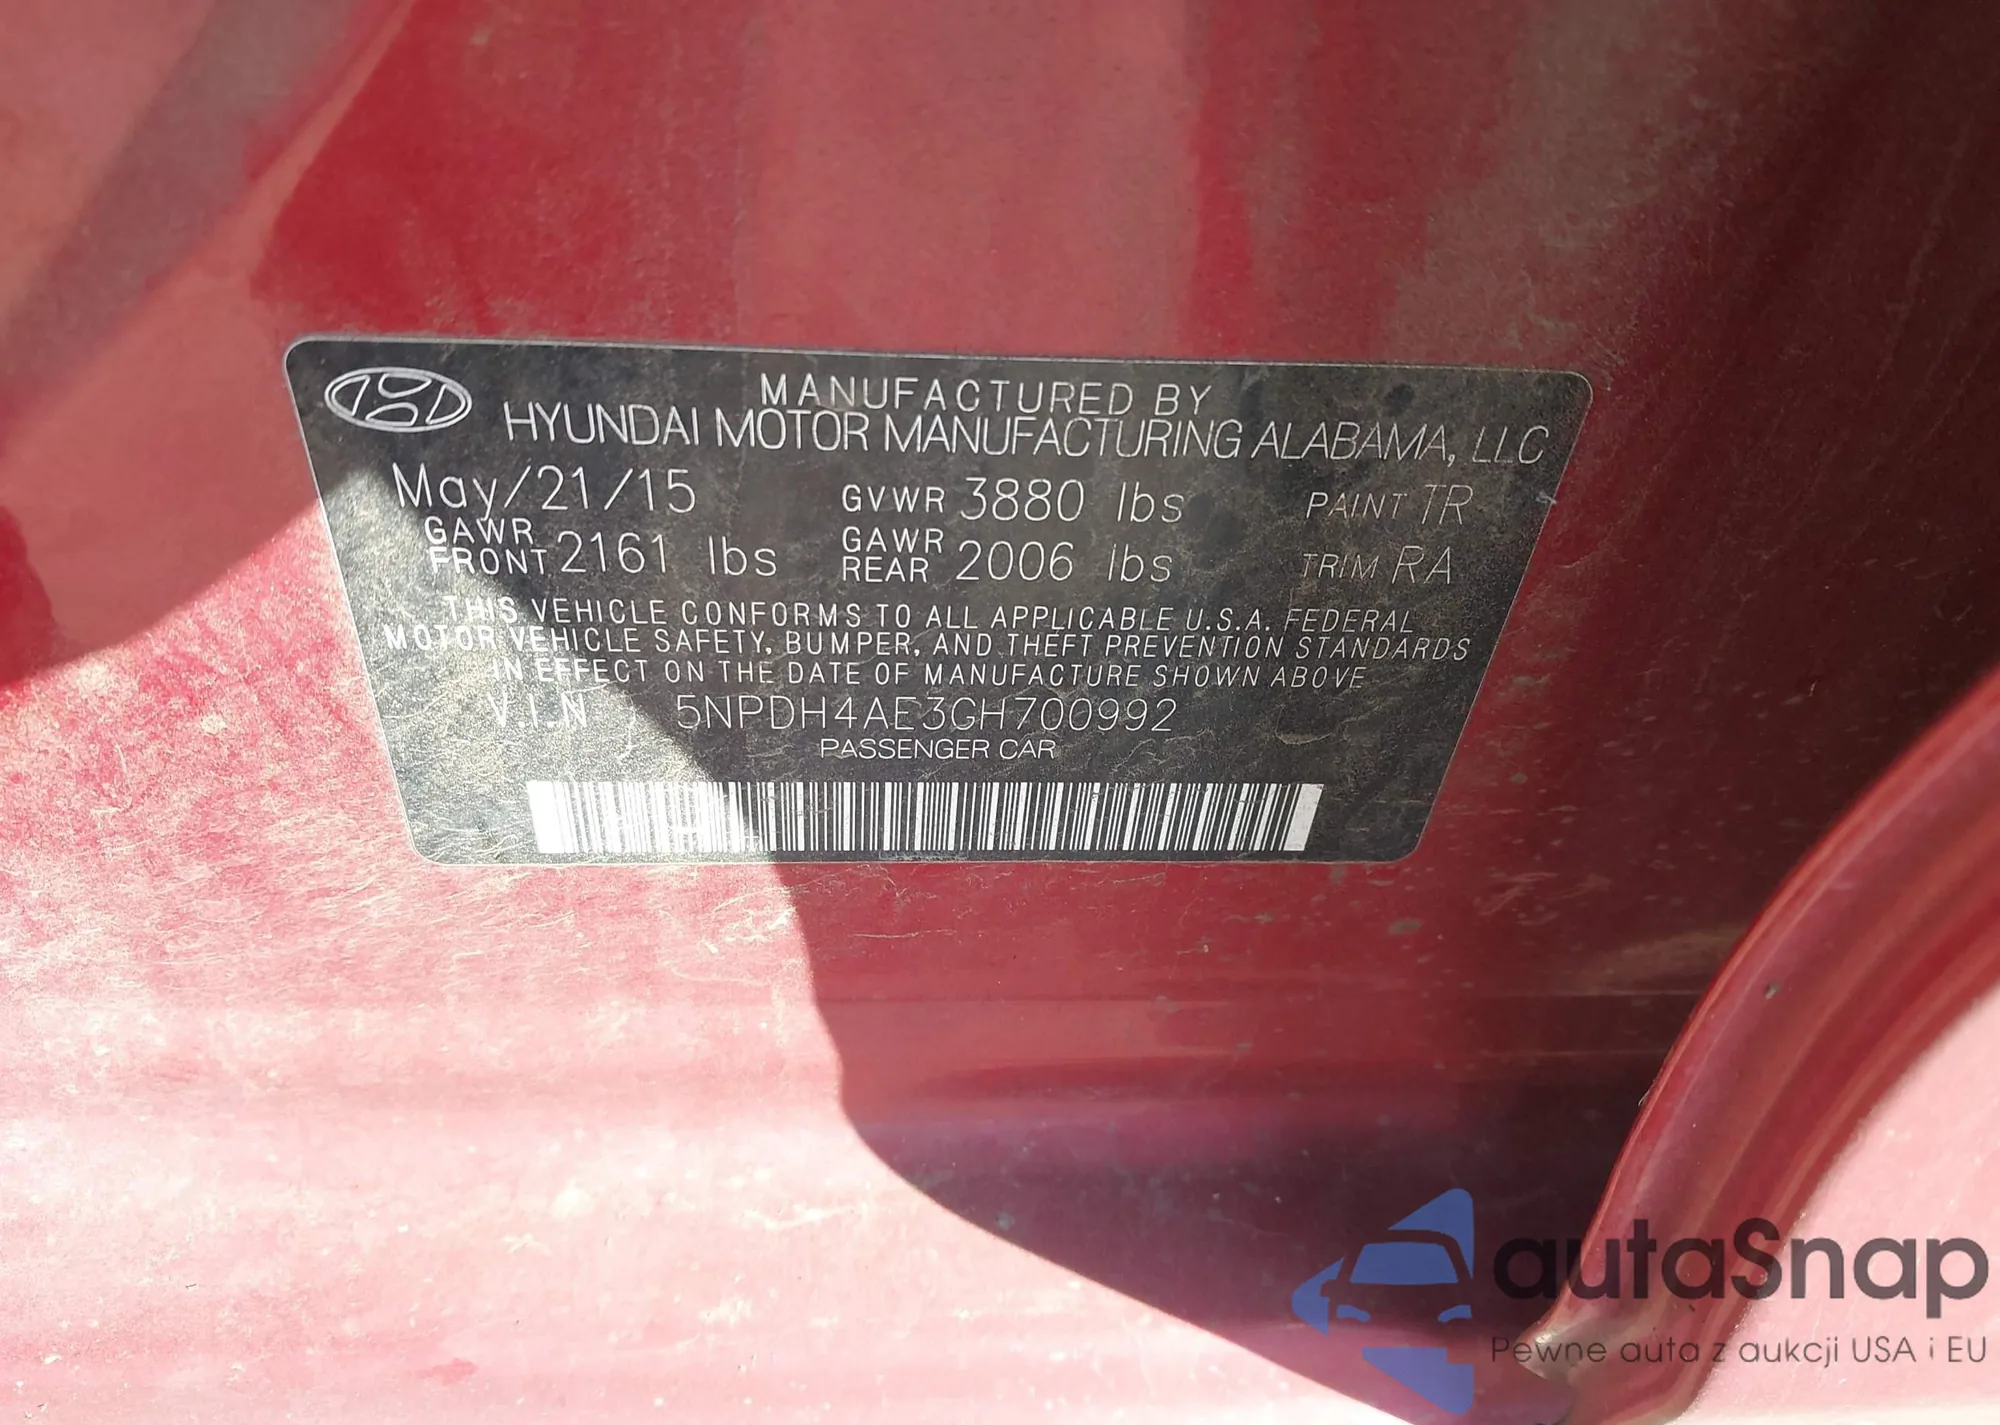 MANUFACTURED BY
HYUNDAI MOTOR MANUFACTURING ALABAMA, LLC
May/21/15 GVWR 3880 lbs PAINT TR
GAWR FRONT 2161 lbs GAWR REAR 2006 lbs TRIM RA
THIS VEHICLE CONFORMS TO ALL APPLICABLE U.S.A. FEDERAL
MOTOR VEHICLE SAFETY, BUMPER, AND THEFT PREVENTION STANDARDS
IN EFFECT ON THE DATE OF MANUFACTURE SHOWN ABOVE
V.I.N 5NPDH4AE3GH700992
PASSENGER CAR
autaSnap
Pewne auta z aukcji USA i EU